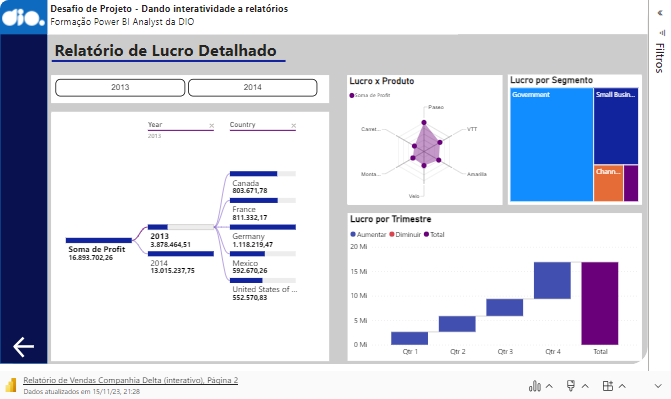 dio.
Desafio de Projeto - Dando interatividade a relatórios
Formação Power BI Analyst da DIO
Filtros
Relatório de Lucro Detalhado
2013
2014
Year
2013
Country
Soma de Profit
16.893.702,26
2013
3.878.464,51
2014
13.015.237,75
Canada
803.671,78
France
811.332,17
Germany
1.118.219,47
Mexico
592.670,26
United States of ...
552.570,83
Lucro x Produto
Soma de Profit
Paseo
VTT
Amarilla
Velo
Monta...
Carret...
Lucro por Segmento
Government
Small Busin...
Chann...
Lucro por Trimestre
Aumentar Diminuir Total
20 Mi
15 Mi
10 Mi
5 Mi
0 Mi
Qtr 1 Qtr 2 Qtr 3 Qtr 4 Total
Relatório de Vendas Companhia Delta (interativo), Página 2
Dados atualizados em 15/11/23, 21:28